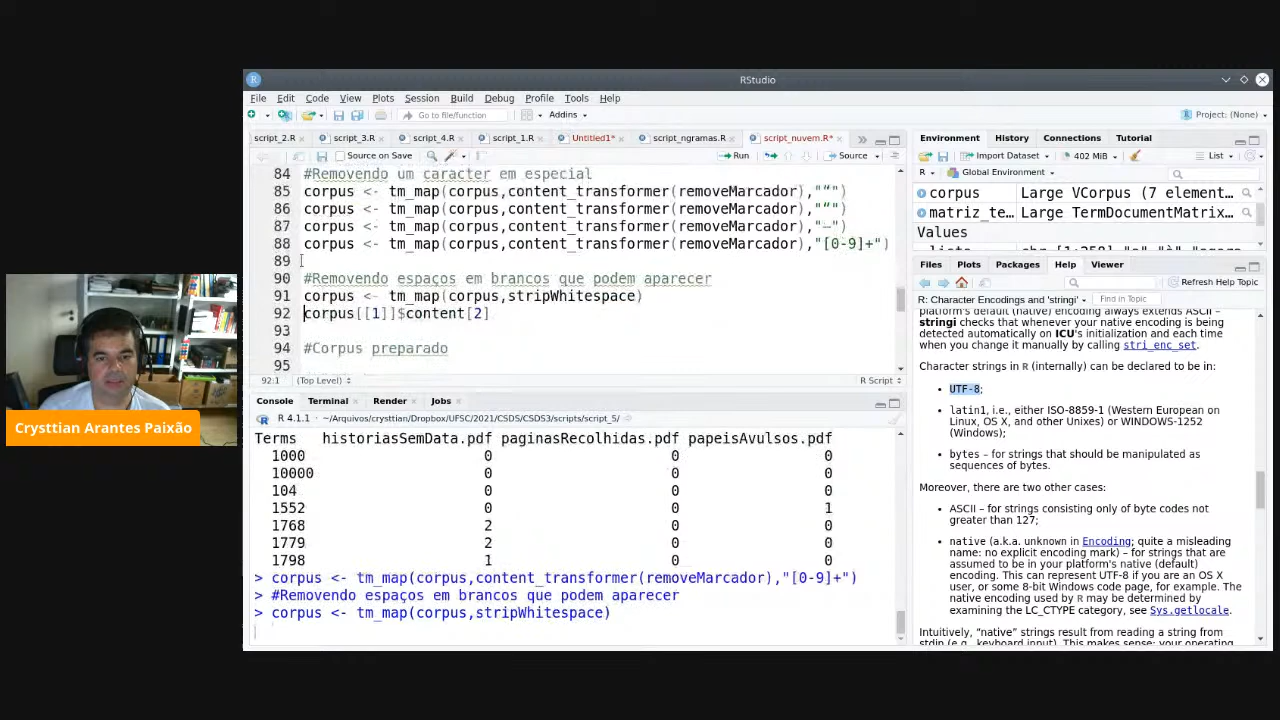 RStudio
File Edit Code View Plots Session Build Debug Profile Tools Help
Go to file/function Addins Project: (None)
script_2.R script_3.R script_4.R script_1.R Untitled1* script_ngramas.R script_nuvem.R*
Source on Save Run Source
84 #Removendo um caracter em especial
85 corpus <- tm_map(corpus,content_transformer(removeMarcador),"“")
86 corpus <- tm_map(corpus,content_transformer(removeMarcador),"”")
87 corpus <- tm_map(corpus,content_transformer(removeMarcador),"—")
88 corpus <- tm_map(corpus,content_transformer(removeMarcador),"[0-9]+")
89
90 #Removendo espaços em brancos que podem aparecer
91 corpus <- tm_map(corpus,stripWhitespace)
92 corpus[[1]]$content[2]
93
94 #Corpus preparado
95
92:1 (Top Level) R Script
Console Terminal Render Jobs
R 4.1.1 · ~/Arquivos/crysttian/Dropbox/UFSC/2021/CSDS/CSDS3/scripts/script_5/
Terms historiasSemData.pdf paginasRecolhidas.pdf papeisAvulsos.pdf
1000 0 0 0
10000 0 0 0
104 0 0 0
1552 0 0 1
1768 2 0 0
1779 2 0 0
1798 1 0 0
> corpus <- tm_map(corpus,content_transformer(removeMarcador),"[0-9]+")
> #Removendo espaços em brancos que podem aparecer
> corpus <- tm_map(corpus,stripWhitespace)
Environment History Connections Tutorial
Import Dataset 402 MiB List
R Global Environment
corpus Large VCorpus (7 element…
matriz_te… Large TermDocumentMatrix…
Values
Files Plots Packages Help Viewer
Refresh Help Topic
R: Character Encodings and 'stringi' Find in Topic
platform's default (native) encoding always extends ASCII –
stringi checks that whenever your native encoding is being
detected automatically on ICU's initialization and each time
when you change it manually by calling stri_enc_set.
Character strings in R (internally) can be declared to be in:
• UTF-8;
• latin1, i.e., either ISO-8859-1 (Western European on
Linux, OS X, and other Unixes) or WINDOWS-1252
(Windows);
• bytes – for strings that should be manipulated as
sequences of bytes.
Moreover, there are two other cases:
• ASCII – for strings consisting only of byte codes not
greater than 127;
• native (a.k.a. unknown in Encoding; quite a misleading
name: no explicit encoding mark) – for strings that are
assumed to be in your platform's native (default)
encoding. This can represent UTF-8 if you are an OS X
user, or some 8-bit Windows code page, for example. The
native encoding used by R may be determined by
examining the LC_CTYPE category, see Sys.getlocale.
Intuitively, “native” strings result from reading a string from
stdin (e.g., keyboard input). This makes sense: your operating
Crysttian Arantes Paixão